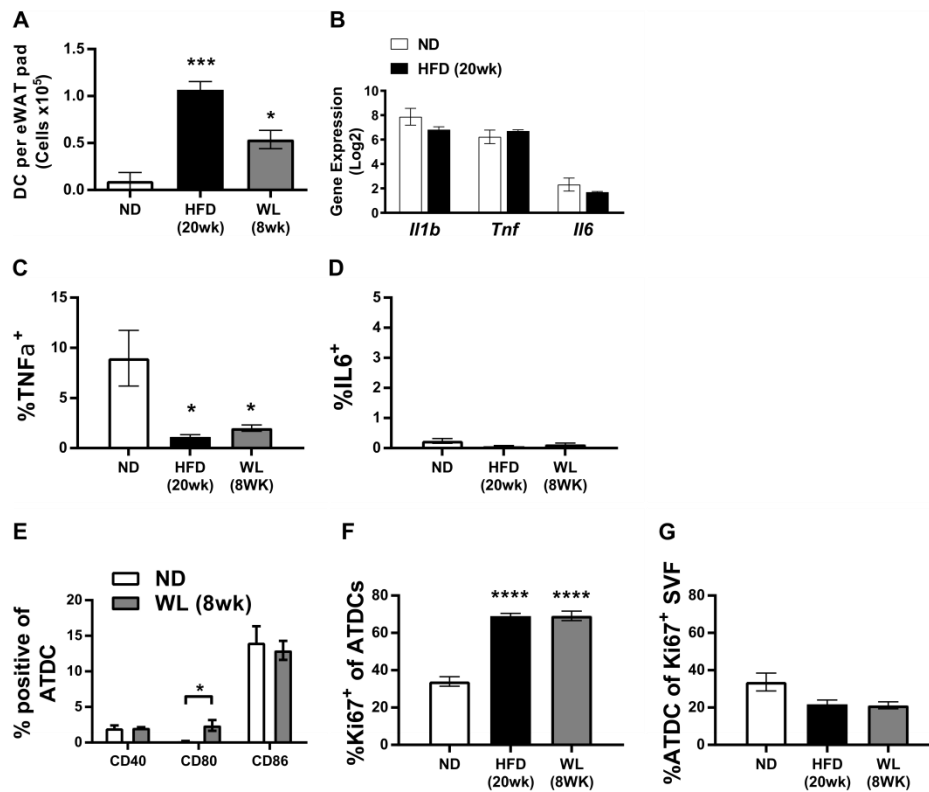 A
DC per eWAT pad
(Cells x10⁵)
1.5
1.0
0.5
0.0
***
*
ND
HFD
(20wk)
WL
(8wk)
B
ND
HFD (20wk)
Gene Expression
(Log2)
10
8
6
4
2
0
Il1b
Tnf
Il6
C
%TNFa⁺
15
10
5
0
*
*
ND
HFD
(20wk)
WL
(8WK)
D
%IL6⁺
5
4
3
2
1
0
ND
HFD
(20wk)
WL
(8WK)
E
ND
WL (8wk)
% positive of
ATDC
20
15
10
5
0
*
CD40
CD80
CD86
F
%Ki67⁺ of ATDCs
80
60
40
20
0
****
****
ND
HFD
(20wk)
WL
(8WK)
G
%ATDC of Ki67⁺ SVF
80
60
40
20
0
ND
HFD
(20wk)
WL
(8WK)